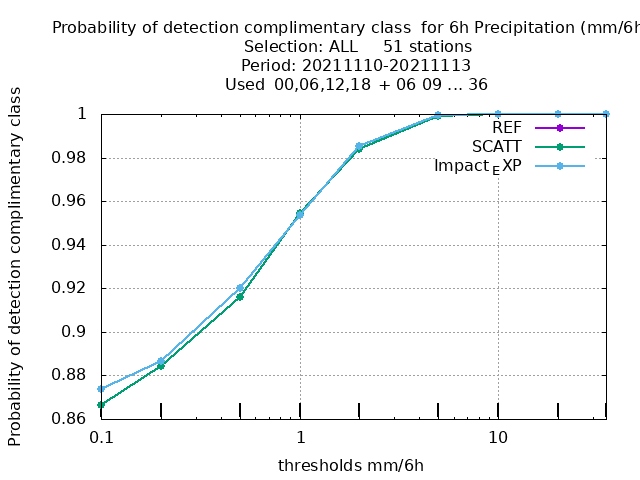 Probability of detection complimentary class for 6h Precipitation (mm/6h
Selection: ALL 51 stations
Period: 20211110-20211113
Used 00,06,12,18 + 06 09 ... 36
Probability of detection complimentary class
1
0.98
0.96
0.94
0.92
0.9
0.88
0.86
REF
SCATT
Impact_EXP
0.1
1
10
thresholds mm/6h